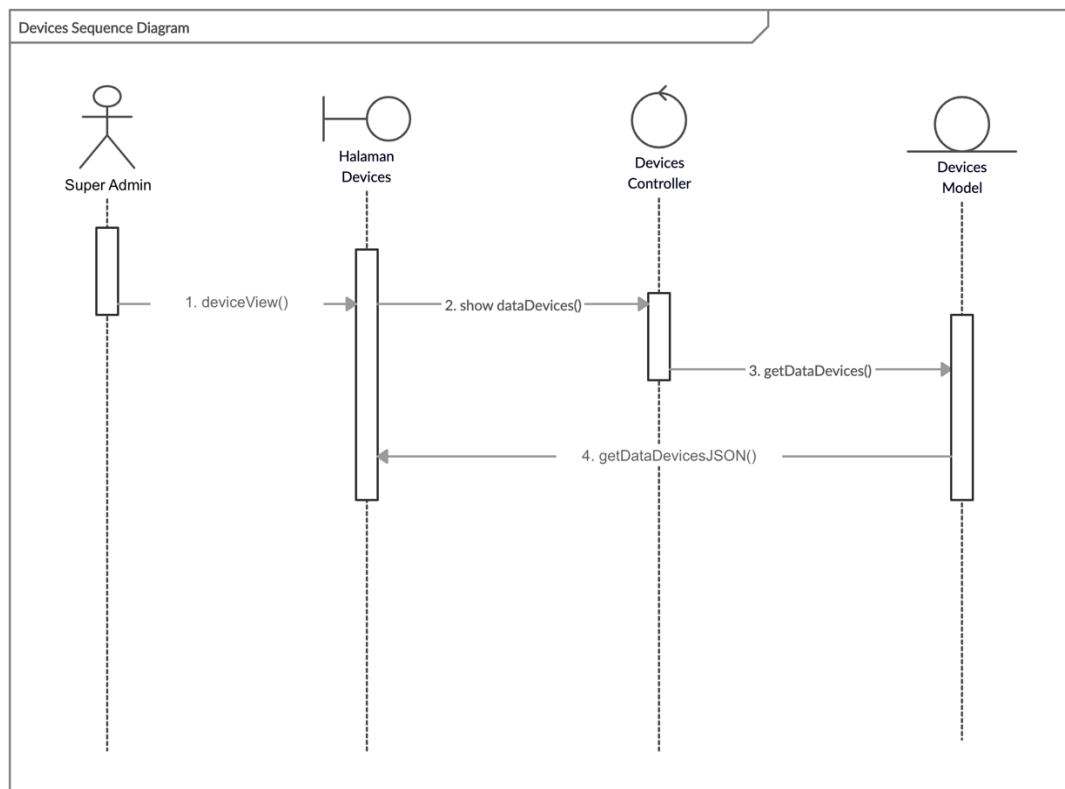 Devices Sequence Diagram
Super Admin
Halaman
Devices
Devices
Controller
Devices
Model
1. deviceView()
2. show dataDevices()
3. getDataDevices()
4. getDataDevicesJSON()